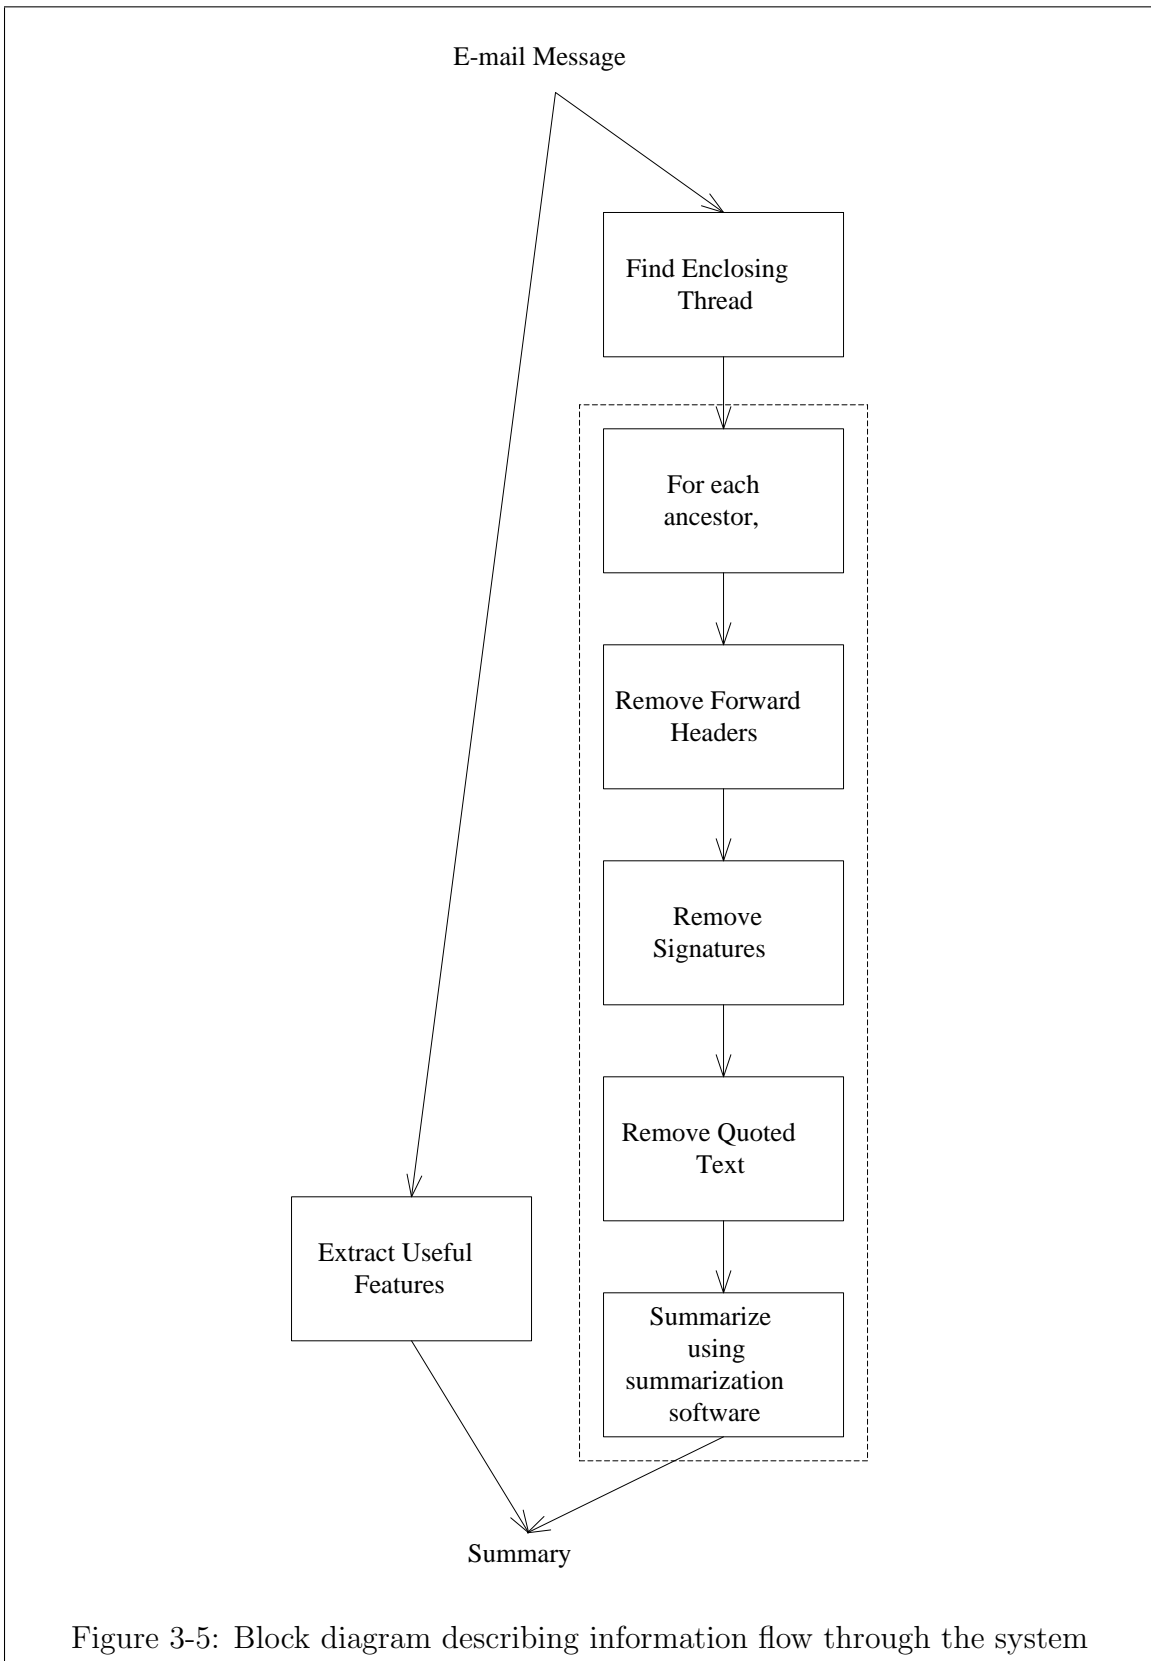 E-mail Message
Find Enclosing
Thread
For each
ancestor,
Remove Forward
Headers
Remove
Signatures
Remove Quoted
Text
Extract Useful
Features
Summarize
using
summarization
software
Summary
Figure 3-5: Block diagram describing information flow through the system